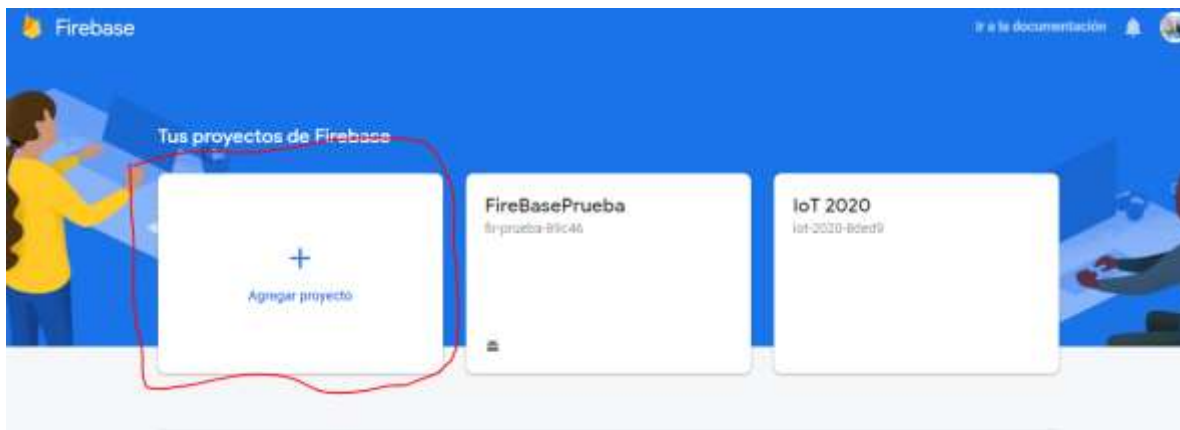 Firebase
Ir a la documentación
Tus proyectos de Firebase
Agregar proyecto
FireBasePrueba
IoT 2020